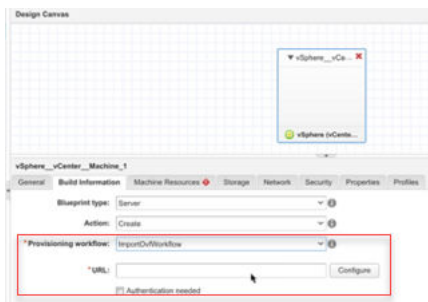 Design Canvas
vSphere__vCe...
vSphere (vCente...
vSphere__vCenter__Machine_1
General Build Information Machine Resources Storage Network Security Properties Profiles
Blueprint type: Server
Action: Create
*Provisioning workflow: ImportOvfWorkflow
*URL: Configure
Authentication needed